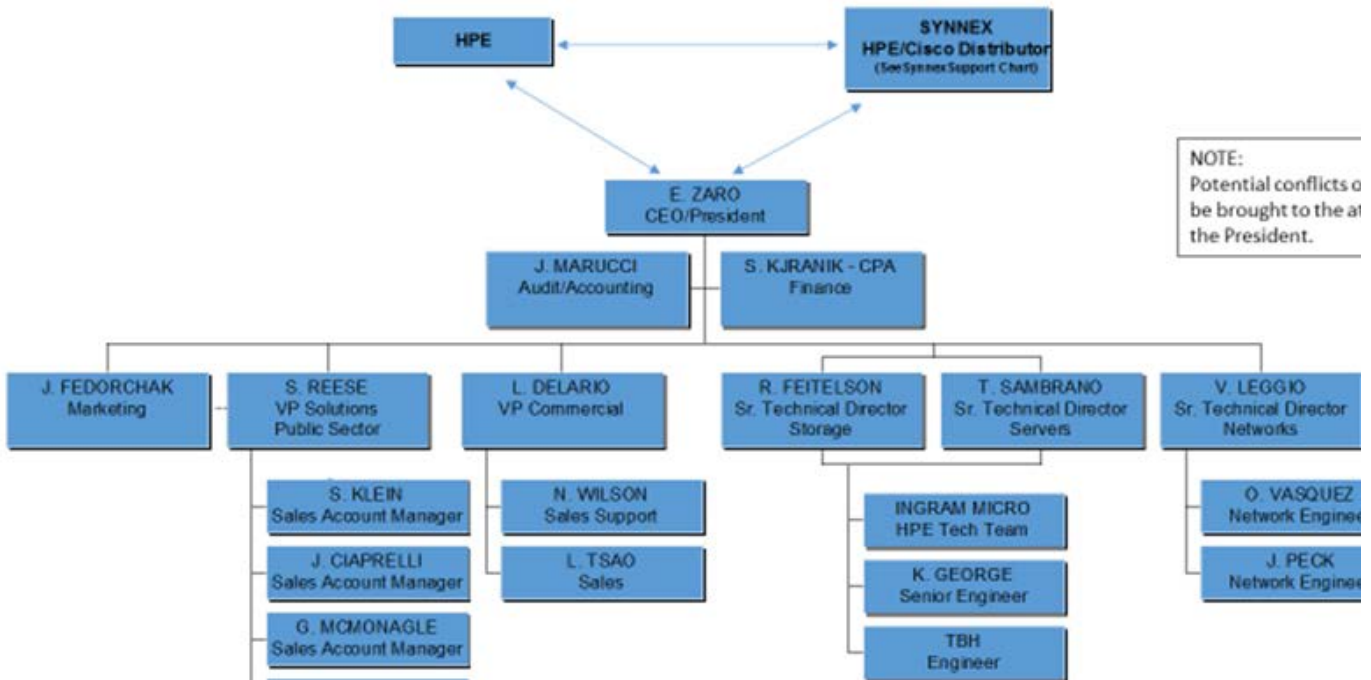 HPE
SYNNEX
HPE/Cisco Distributor
(See Synnex Support Chart)
NOTE:
Potential conflicts
be brought to the
the President.
E. ZARO
CEO/President
J. MARUCCI
Audit/Accounting
S. KJRANIK - CPA
Finance
J. FEDORCHAK
Marketing
S. REESE
VP Solutions
Public Sector
L. DELARIO
VP Commercial
R. FEITELSON
Sr. Technical Director
Storage
T. SAMBRANO
Sr. Technical Director
Servers
V. LEGGIO
Sr. Technical Director
Networks
S. KLEIN
Sales Account Manager
J. CIAPRELLI
Sales Account Manager
G. MCMONAGLE
Sales Account Manager
N. WILSON
Sales Support
L. TSAO
Sales
INGRAM MICRO
HPE Tech Team
K. GEORGE
Senior Engineer
TBH
Engineer
O. VASQUEZ
Network
J. PECK
Network